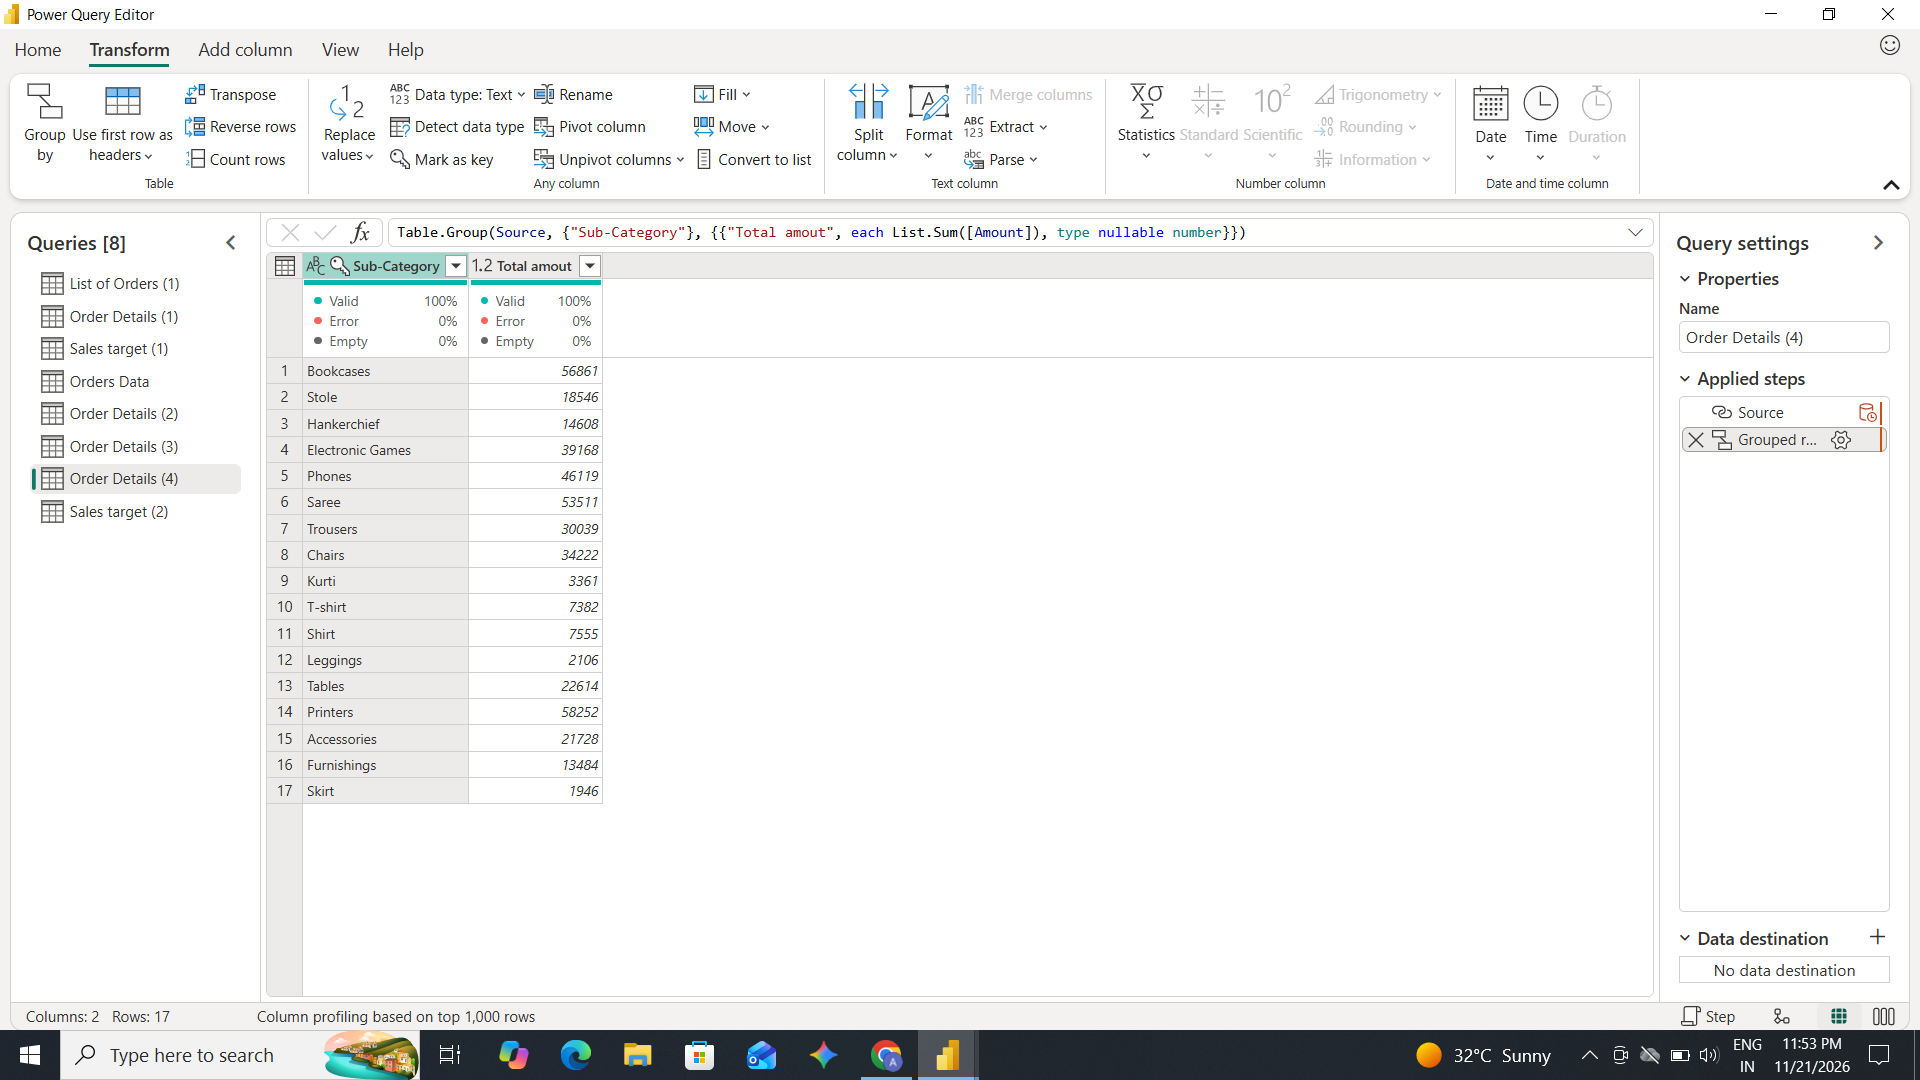 Power Query Editor
Home Transform Add column View Help
Group by
Use first row as headers
Transpose
Reverse rows
Count rows
Table
Replace values
Data type: Text
Detect data type
Mark as key
Rename
Pivot column
Unpivot columns
Fill
Move
Convert to list
Any column
Split column
Format
Merge columns
Extract
Parse
Text column
Statistics
Standard
Scientific
Trigonometry
Rounding
Information
Number column
Date
Time
Duration
Date and time column
Queries [8]
List of Orders (1)
Order Details (1)
Sales target (1)
Orders Data
Order Details (2)
Order Details (3)
Order Details (4)
Sales target (2)
fx Table.Group(Source, {"Sub-Category"}, {{"Total amout", each List.Sum([Amount]), type nullable number}})
ABC Sub-Category 1.2 Total amout
Valid 100% Valid 100%
Error 0% Error 0%
Empty 0% Empty 0%
1 Bookcases 56861
2 Stole 18546
3 Hankerchief 14608
4 Electronic Games 39168
5 Phones 46119
6 Saree 53511
7 Trousers 30039
8 Chairs 34222
9 Kurti 3361
10 T-shirt 7382
11 Shirt 7555
12 Leggings 2106
13 Tables 22614
14 Printers 58252
15 Accessories 21728
16 Furnishings 13484
17 Skirt 1946
Query settings
Properties
Name
Order Details (4)
Applied steps
Source
Grouped r...
Data destination
No data destination
Columns: 2 Rows: 17 Column profiling based on top 1,000 rows
Step
Type here to search
32°C Sunny
ENG
IN
11:53 PM
11/21/2026